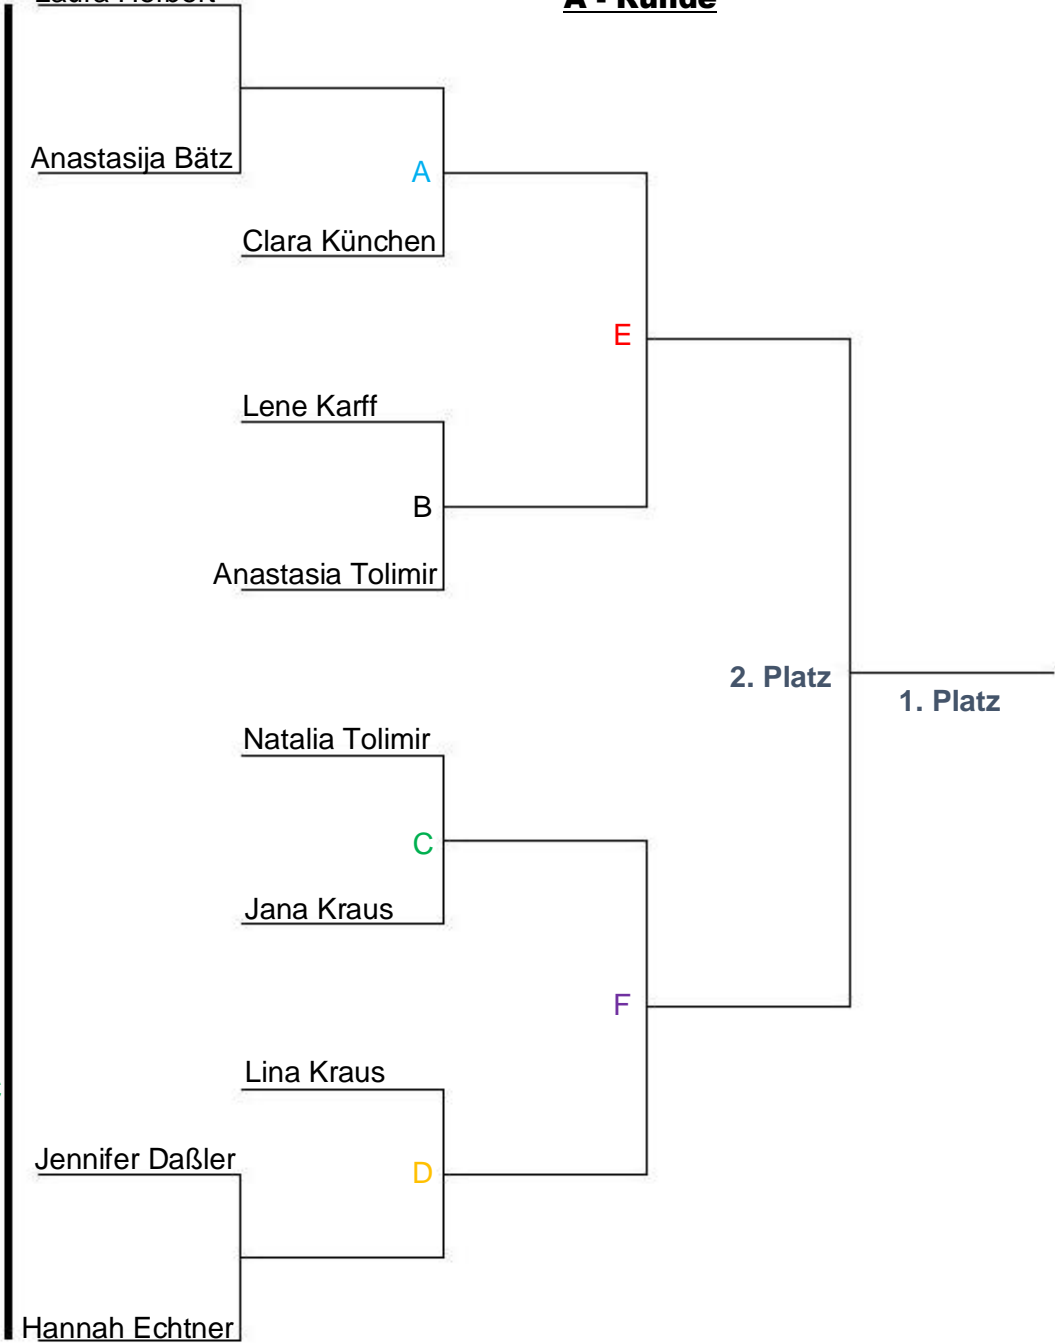 A - Runde
Anastasija Bätz
A
Clara Künchen
E
Lene Karff
B
Anastasia Tolimir
2. Platz
1. Platz
Natalia Tolimir
C
Jana Kraus
F
Lina Kraus
Jennifer Daßler
D
Hannah Echtner